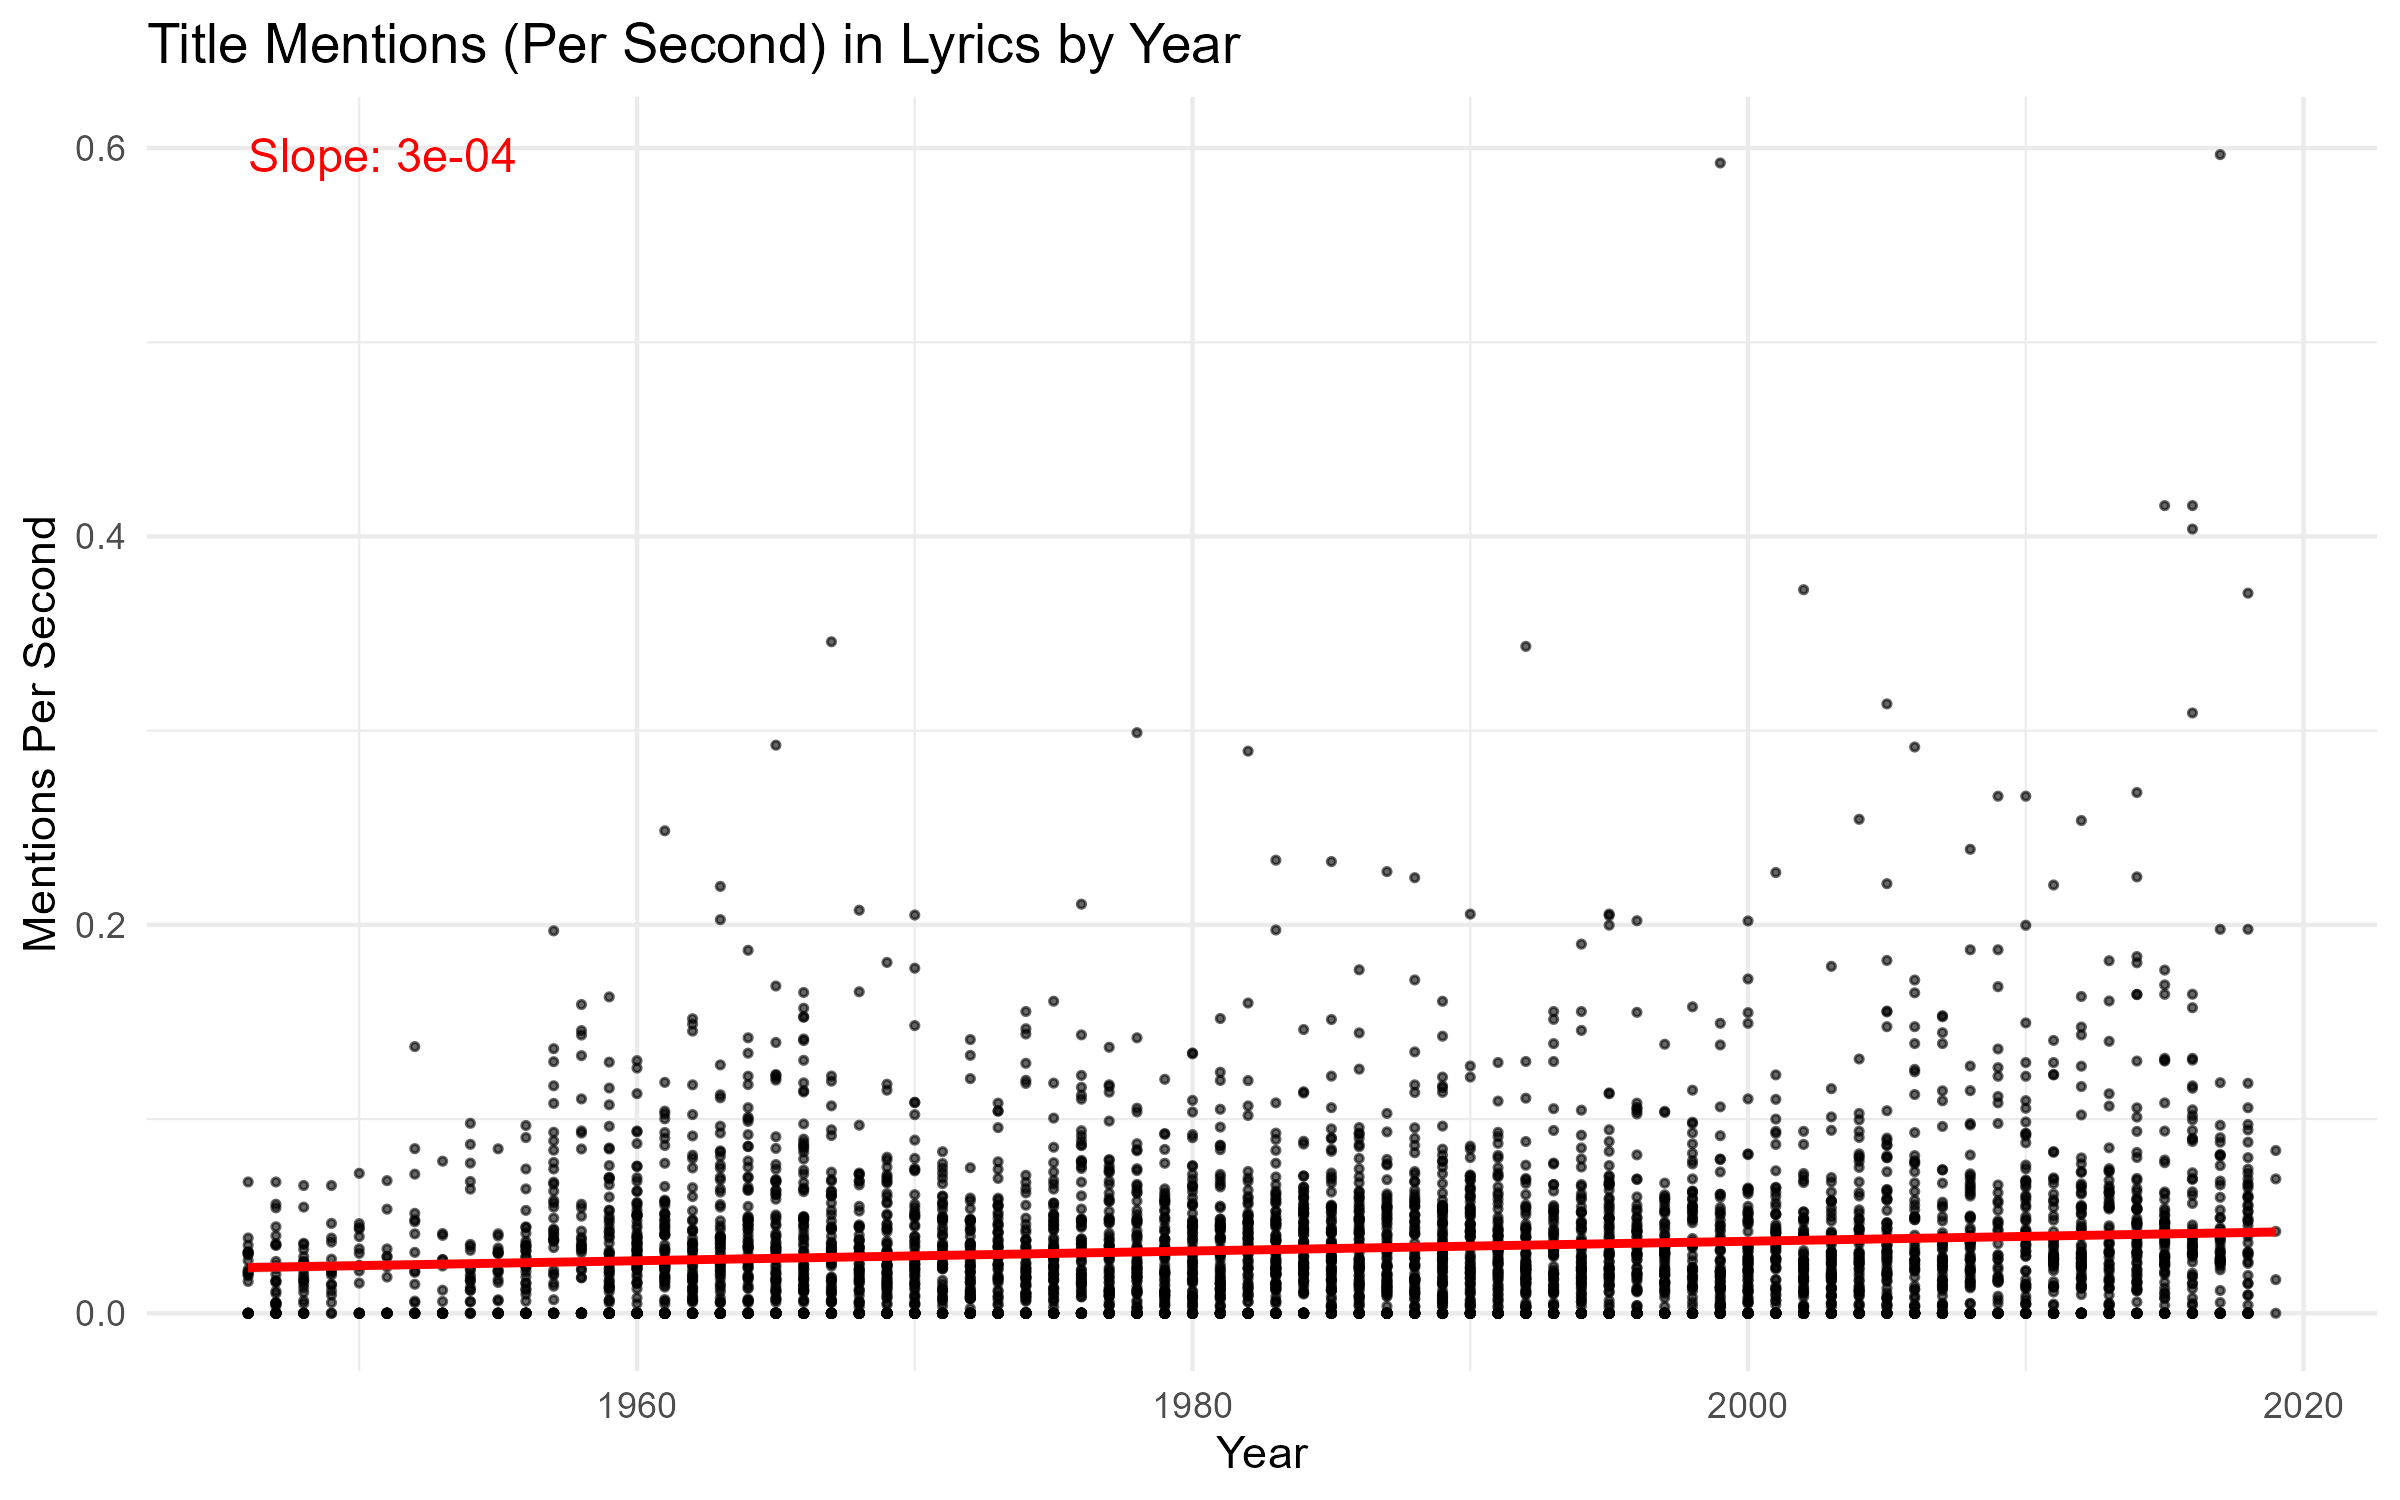 Title Mentions (Per Second) in Lyrics by Year
Slope: 3e-04
0.6
0.4
0.2
0.0
Mentions Per Second
1960
1980
2000
2020
Year